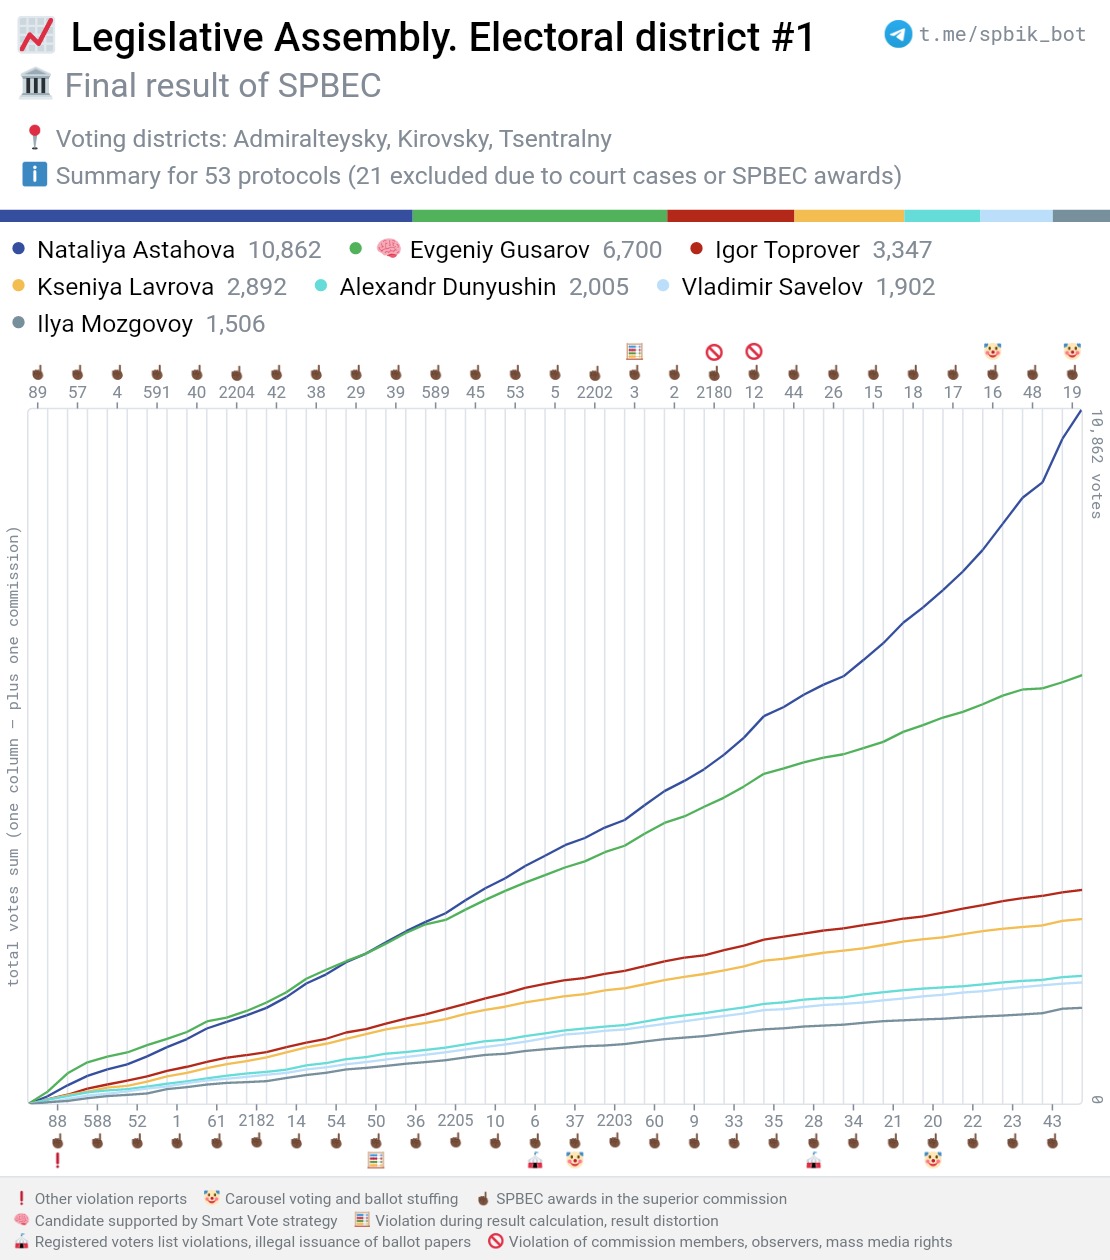 Legislative Assembly. Electoral district #1
t.me/spbik_bot
Final result of SPBEC
Voting districts: Admiralteysky, Kirovsky, Tsentralny
Summary for 53 protocols (21 excluded due to court cases or SPBEC awards)
Nataliya Astahova 10,862 Evgeniy Gusarov 6,700 Igor Toprover 3,347
Kseniya Lavrova 2,892 Alexandr Dunyushin 2,005 Vladimir Savelov 1,902
Ilya Mozgovoy 1,506
89 57 4 591 40 2204 42 38 29 39 589 45 53 5 2202 3 2 2180 12 44 26 15 18 17 16 48 19
10,862 votes
total votes sum (one column – plus one commission)
0
88 588 52 1 61 2182 14 54 50 36 2205 10 6 37 2203 60 9 33 35 28 34 21 20 22 23 43
Other violation reports Carousel voting and ballot stuffing SPBEC awards in the superior commission
Candidate supported by Smart Vote strategy Violation during result calculation, result distortion
Registered voters list violations, illegal issuance of ballot papers Violation of commission members, observers, mass media rights